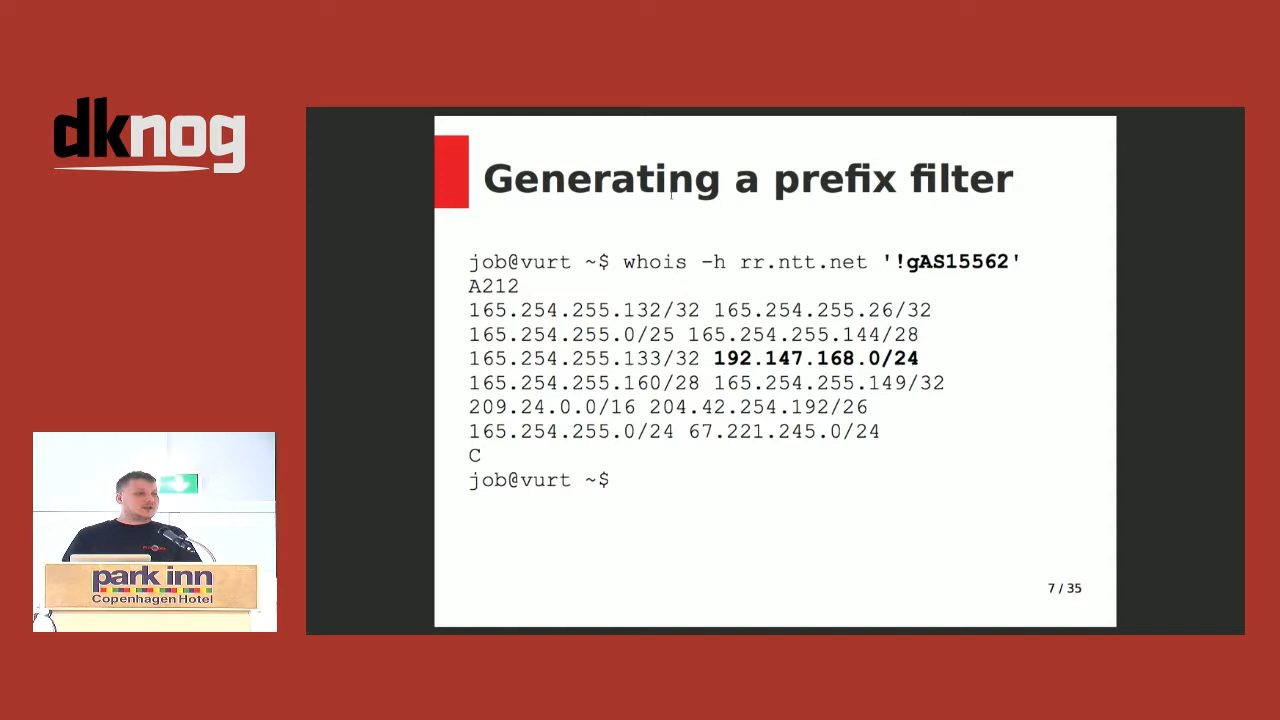 dknog
Generating a prefix filter
job@vurt ~$ whois -h rr.ntt.net '!gAS15562'
A212
165.254.255.132/32 165.254.255.26/32
165.254.255.0/25 165.254.255.144/28
165.254.255.133/32 192.147.168.0/24
165.254.255.160/28 165.254.255.149/32
209.24.0.0/16 204.42.254.192/26
165.254.255.0/24 67.221.245.0/24
C
job@vurt ~$
7 / 35
park inn
Copenhagen Hotel